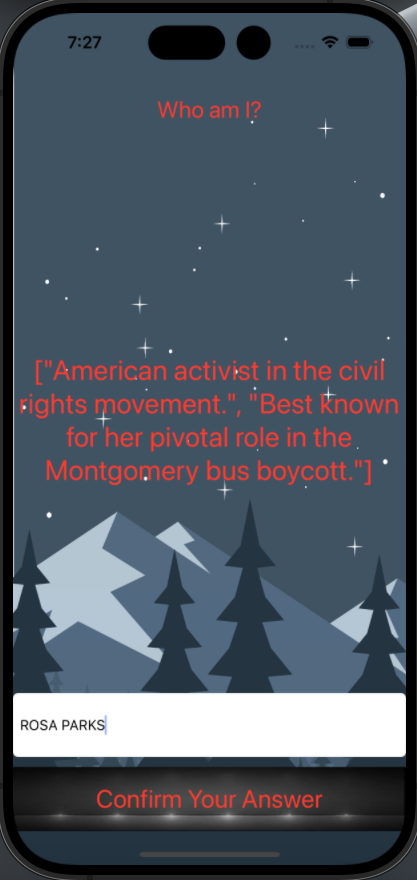 7:27
Who am I?
["American activist in the civil
rights movement.", "Best known
for her pivotal role in the
Montgomery bus boycott."]
ROSA PARKS
Confirm Your Answer